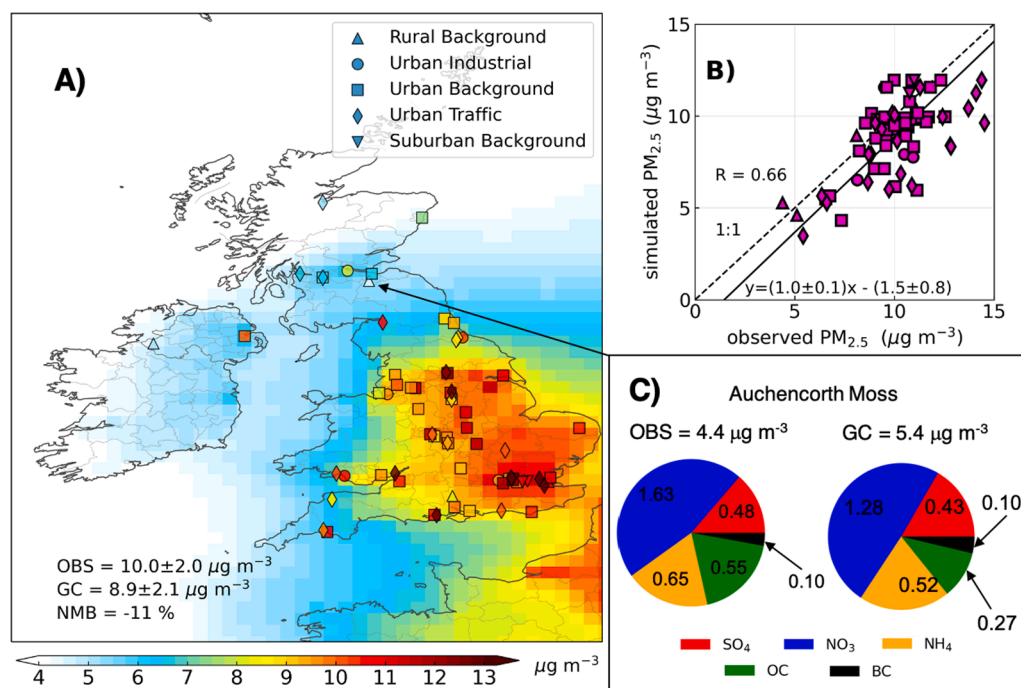 A)
Rural Background
Urban Industrial
Urban Background
Urban Traffic
Suburban Background
OBS = 10.0±2.0 μg m⁻³
GC = 8.9±2.1 μg m⁻³
NMB = -11 %
4 5 6 7 8 9 10 11 12 13 μg m⁻³
B)
simulated PM₂.₅ (μg m⁻³)
15
10
5
0
R = 0.66
1:1
y=(1.0±0.1)x - (1.5±0.8)
0 5 10 15
observed PM₂.₅ (μg m⁻³)
C)
Auchencorth Moss
OBS = 4.4 μg m⁻³
GC = 5.4 μg m⁻³
1.63
0.48
0.65
0.55
0.10
1.28
0.43
0.10
0.52
0.27
SO₄ NO₃ NH₄
OC BC